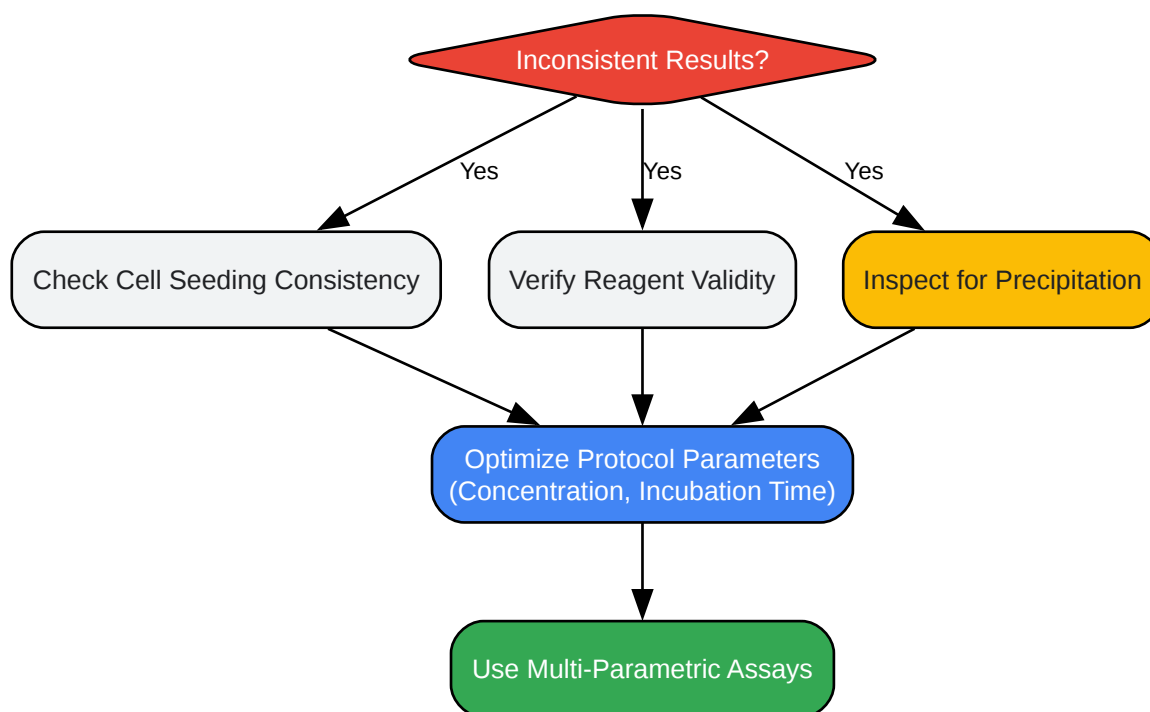 Inconsistent Results?
Yes
Yes
Yes
Check Cell Seeding Consistency
Verify Reagent Validity
Inspect for Precipitation
Optimize Protocol Parameters
(Concentration, Incubation Time)
Use Multi-Parametric Assays